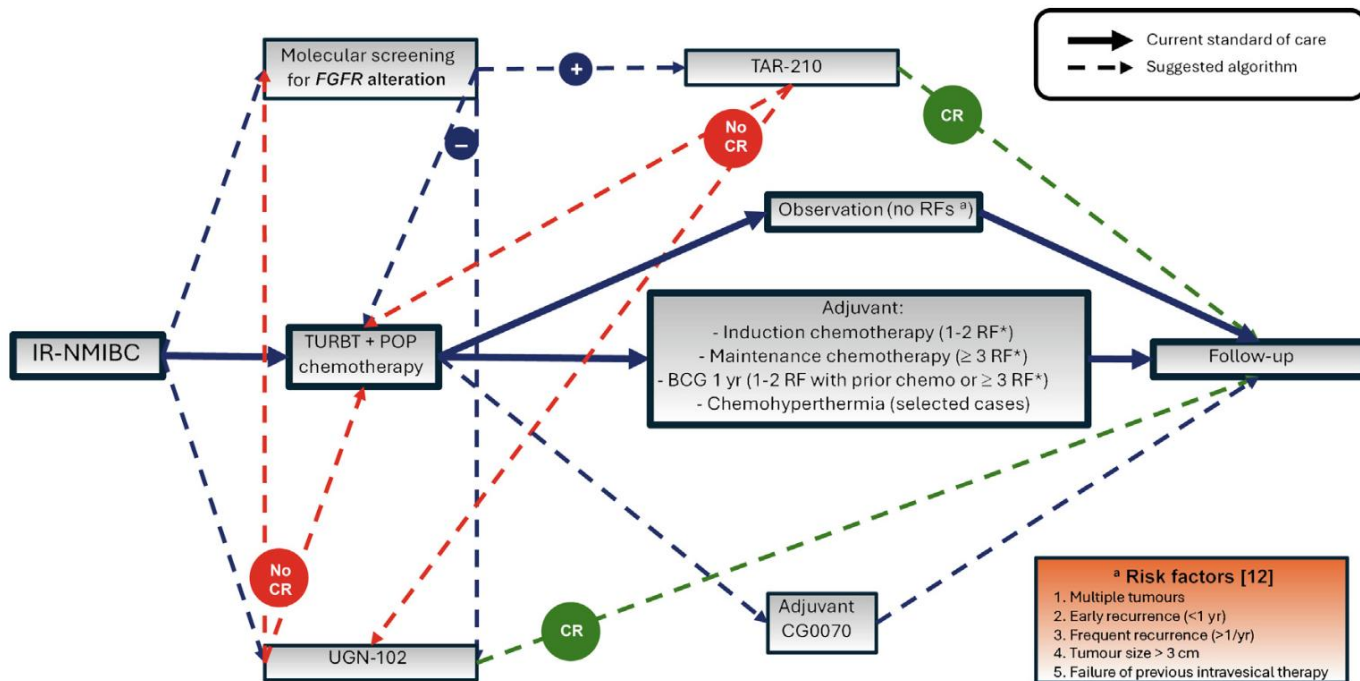 Molecular screening
for FGFR alteration
+
TAR-210
Current standard of care
Suggested algorithm
–
No
CR
CR
Observation (no RFs ᵃ)
IR-NMIBC
TURBT + POP
chemotherapy
Adjuvant:
- Induction chemotherapy (1-2 RF*)
- Maintenance chemotherapy (≥ 3 RF*)
- BCG 1 yr (1-2 RF with prior chemo or ≥ 3 RF*)
- Chemohyperthermia (selected cases)
Follow-up
No
CR
UGN-102
CR
Adjuvant
CG0070
ᵃ Risk factors [12]
1. Multiple tumours
2. Early recurrence (<1 yr)
3. Frequent recurrence (>1/yr)
4. Tumour size > 3 cm
5. Failure of previous intravesical therapy